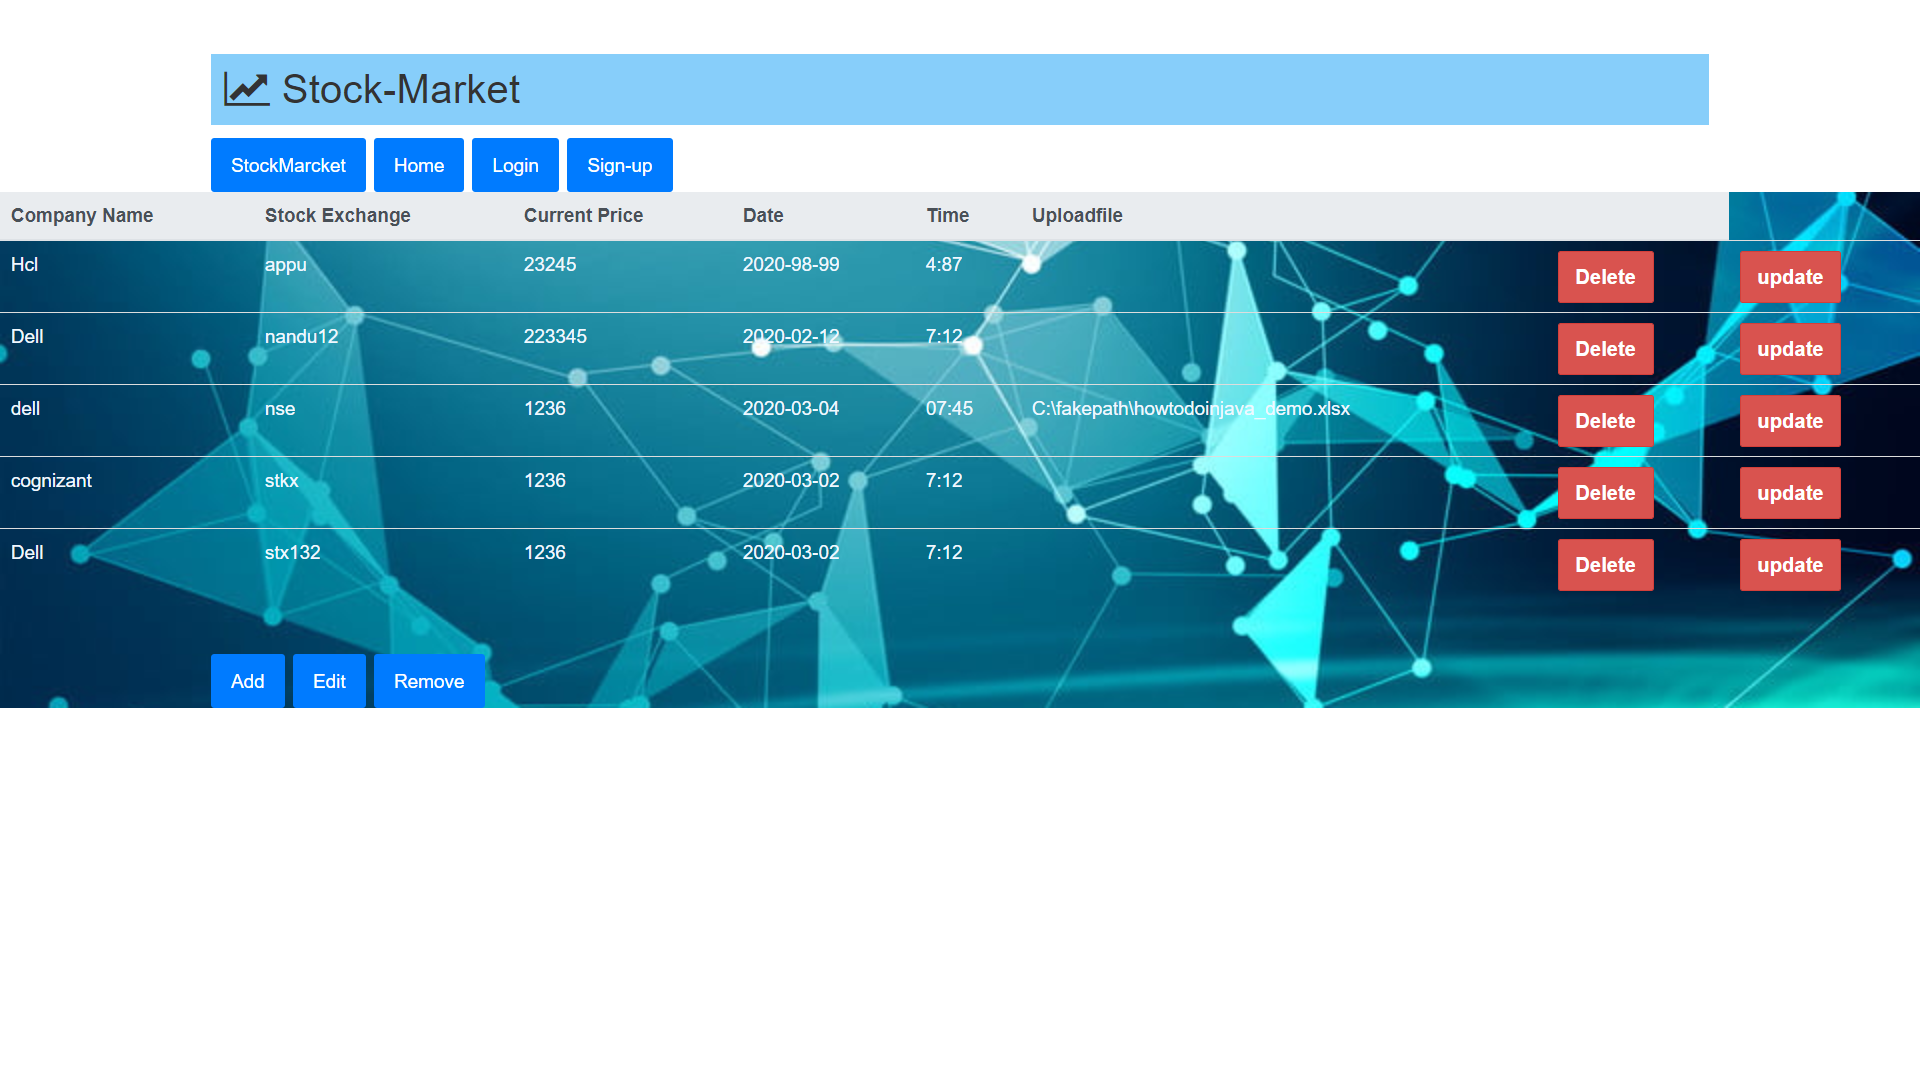 Stock-Market
StockMarcket Home Login Sign-up
Company Name Stock Exchange Current Price Date Time Uploadfile
Hcl appu 23245 2020-98-99 4:87 Delete update
Dell nandu12 223345 2020-02-12 7:12 Delete update
dell nse 1236 2020-03-04 07:45 C:\fakepath\howtodoinjava_demo.xlsx Delete update
cognizant stkx 1236 2020-03-02 7:12 Delete update
Dell stx132 1236 2020-03-02 7:12 Delete update
Add Edit Remove